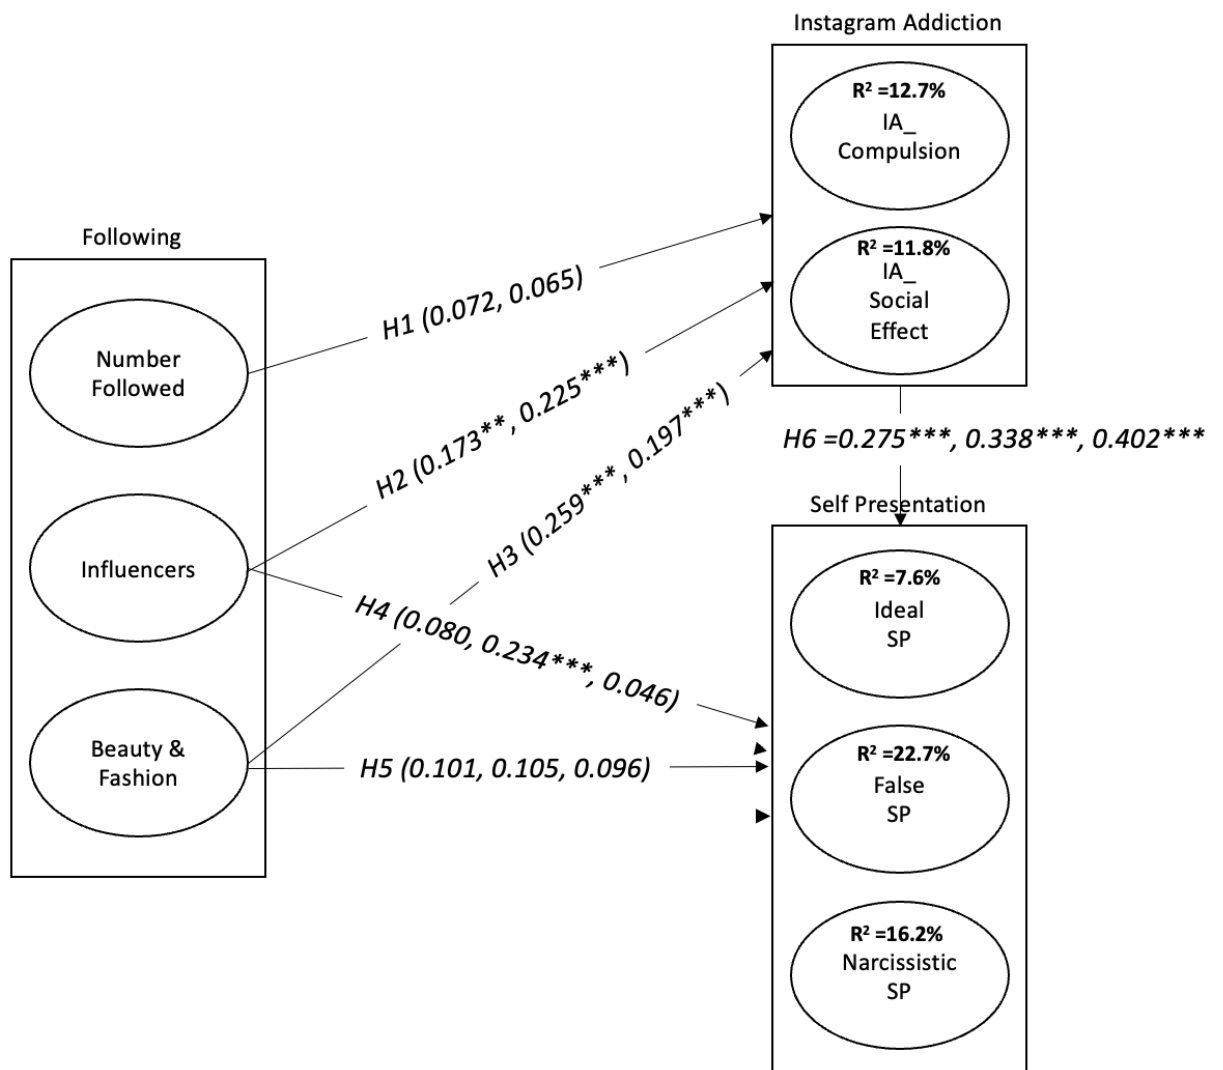 Instagram Addiction
R² =12.7%
IA_
Compulsion
R² =11.8%
IA_
Social
Effect
Following
Number
Followed
Influencers
Beauty &
Fashion
H1 (0.072, 0.065)
H2 (0.173**, 0.225***)
H3 (0.259***, 0.197***)
H4 (0.080, 0.234***, 0.046)
H5 (0.101, 0.105, 0.096)
H6 =0.275***, 0.338***, 0.402***
Self Presentation
R² =7.6%
Ideal
SP
R² =22.7%
False
SP
R² =16.2%
Narcissistic
SP